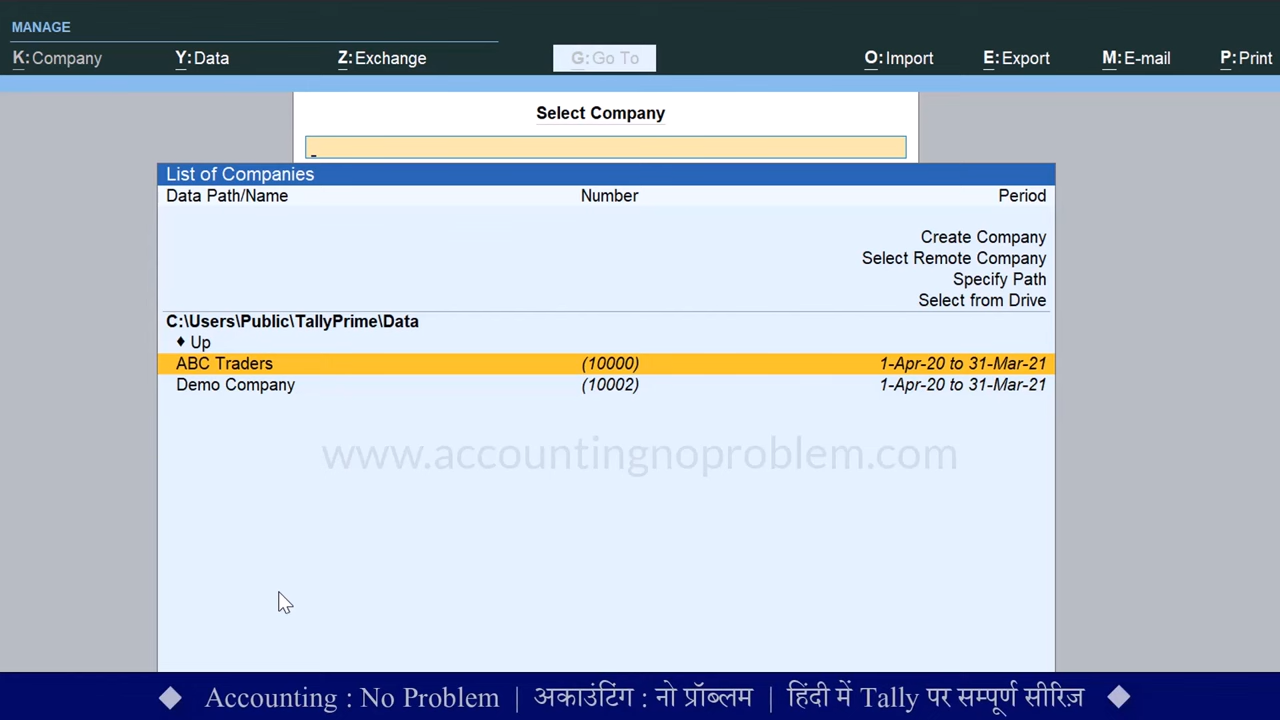 MANAGE
K:Company Y:Data Z:Exchange G:Go To O:Import E:Export M:E-mail P:Print
Select Company
List of Companies
Data Path/Name Number Period
Create Company
Select Remote Company
Specify Path
Select from Drive
C:\Users\Public\TallyPrime\Data
♦ Up
ABC Traders (10000) 1-Apr-20 to 31-Mar-21
Demo Company (10002) 1-Apr-20 to 31-Mar-21
www.accountingnoproblem.com
◆ Accounting : No Problem | अकाउंटिंग : नो प्रॉब्लम | हिंदी में Tally पर सम्पूर्ण सीरिज़ ◆